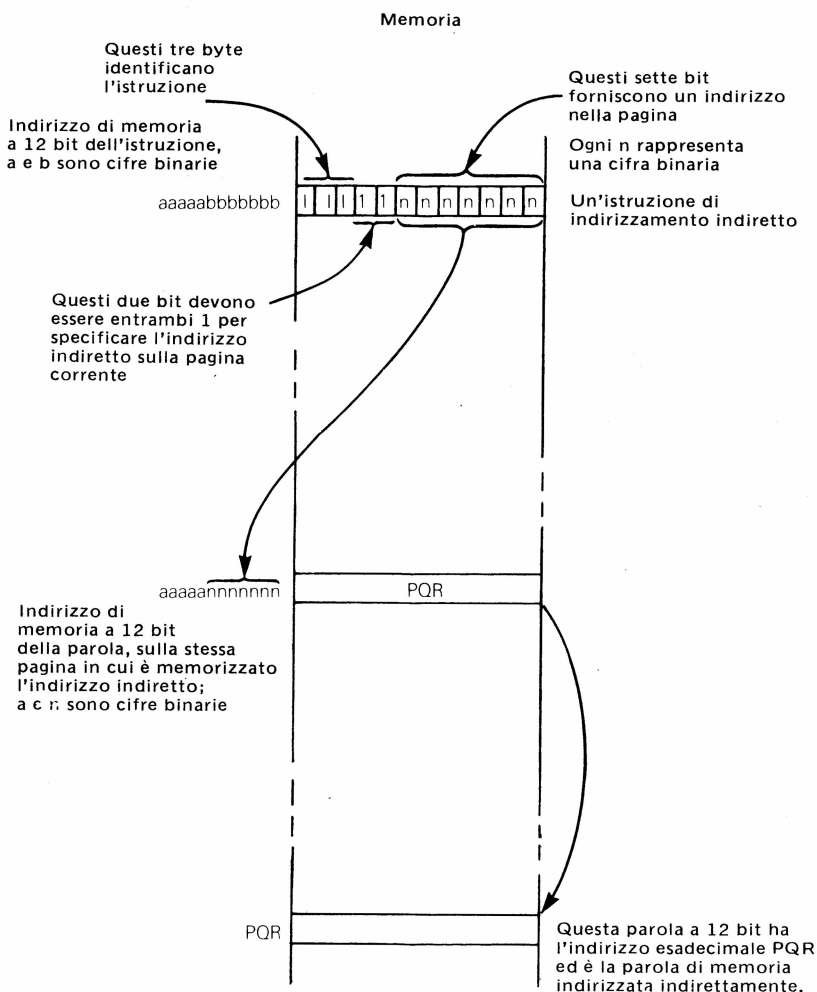 Memoria
Questi tre byte
identificano
l'istruzione
Questi sette bit
forniscono un indirizzo
nella pagina
Indirizzo di memoria
a 12 bit dell'istruzione,
a e b sono cifre binarie
Ogni n rappresenta
una cifra binaria
aaaaabbbbbbb
I I I 1 1 n n n n n n n
Un'istruzione di
indirizzamento indiretto
Questi due bit devono
essere entrambi 1 per
specificare l'indirizzo
indiretto sulla pagina
corrente
aaaaannnnnnn
PQR
Indirizzo di
memoria a 12 bit
della parola, sulla stessa
pagina in cui è memorizzato
l'indirizzo indiretto;
a e n sono cifre binarie
PQR
Questa parola a 12 bit ha
l'indirizzo esadecimale PQR
ed è la parola di memoria
indirizzata indirettamente.